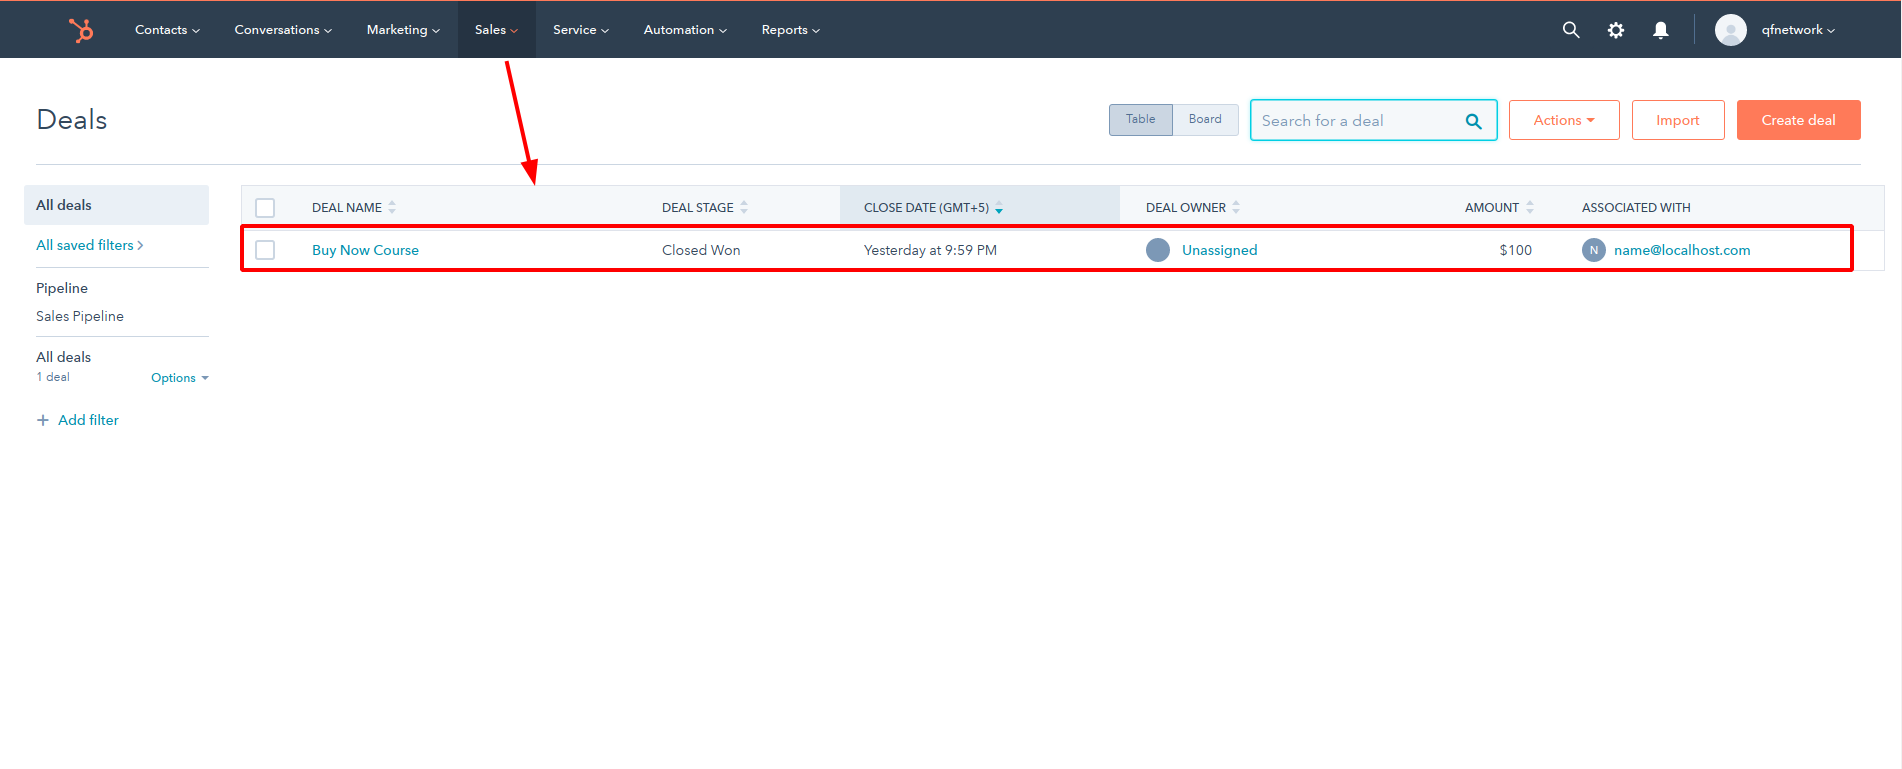 Contacts Conversations Marketing Sales Service Automation Reports qfnetwork
Deals
Table Board Search for a deal Actions Import Create deal
All deals
All saved filters
Pipeline
Sales Pipeline
All deals
1 deal Options
+ Add filter
DEAL NAME DEAL STAGE CLOSE DATE (GMT+5) DEAL OWNER AMOUNT ASSOCIATED WITH
Buy Now Course Closed Won Yesterday at 9:59 PM Unassigned $100 N name@localhost.com